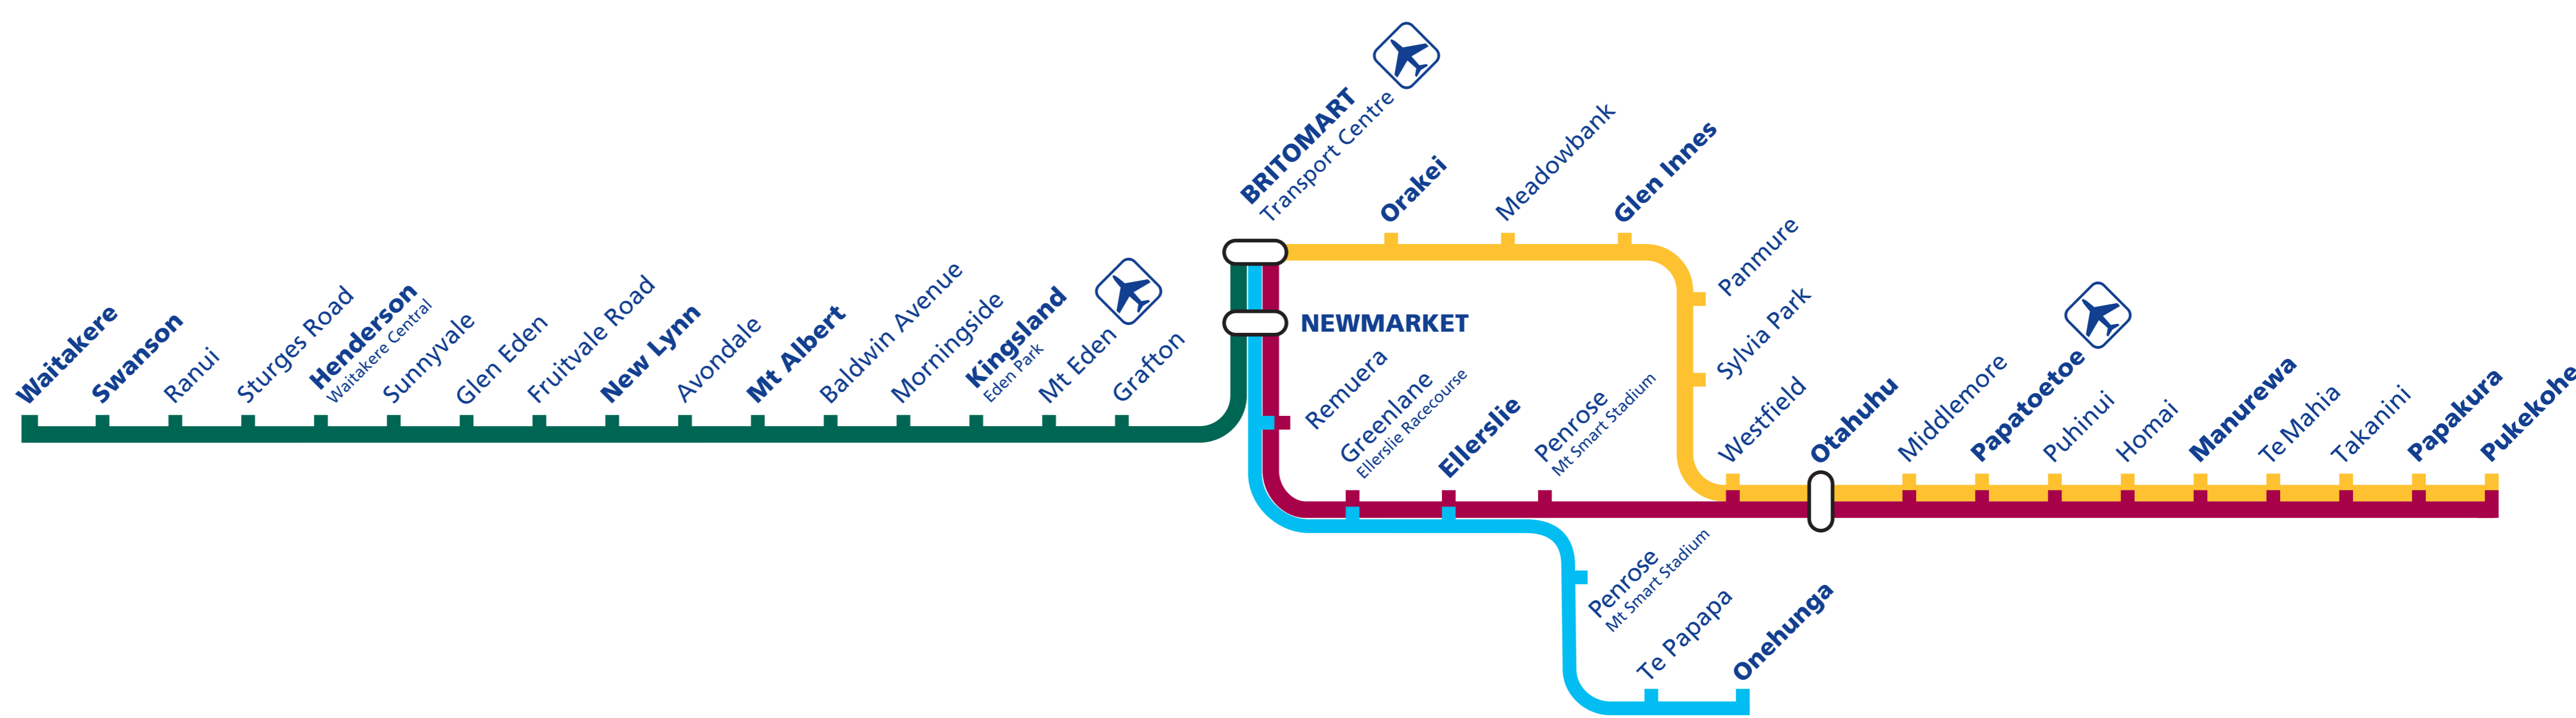 Waitakere
Swanson
Ranui
Sturges Road
Henderson
Waitakere Central
Sunnyvale
Glen Eden
Fruitvale Road
New Lynn
Avondale
Mt Albert
Baldwin Avenue
Morningside
Kingsland
Eden Park
Mt Eden
Grafton
BRITOMART
Transport Centre
NEWMARKET
Orakei
Meadowbank
Glen Innes
Panmure
Sylvia Park
Remuera
Greenlane
Ellerslie Racecourse
Ellerslie
Penrose
Mt Smart Stadium
Westfield
Otahuhu
Middlemore
Papatoetoe
Puhinui
Homai
Manurewa
Te Mahia
Takanini
Papakura
Pukekohe
Penrose
Mt Smart Stadium
Te Papapa
Onehunga